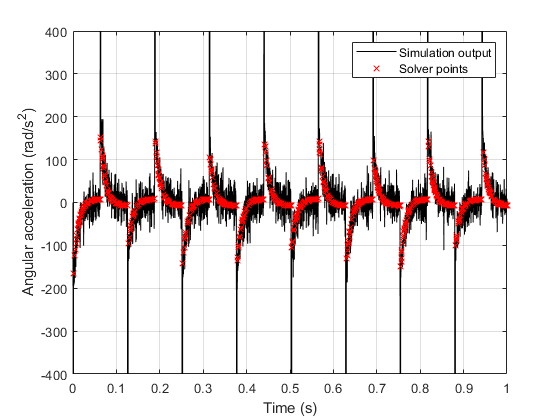 400
300
200
100
0
-100
-200
-300
-400
0 0.1 0.2 0.3 0.4 0.5 0.6 0.7 0.8 0.9 1
Time (s)
Angular acceleration (rad/s²)
Simulation output
Solver points